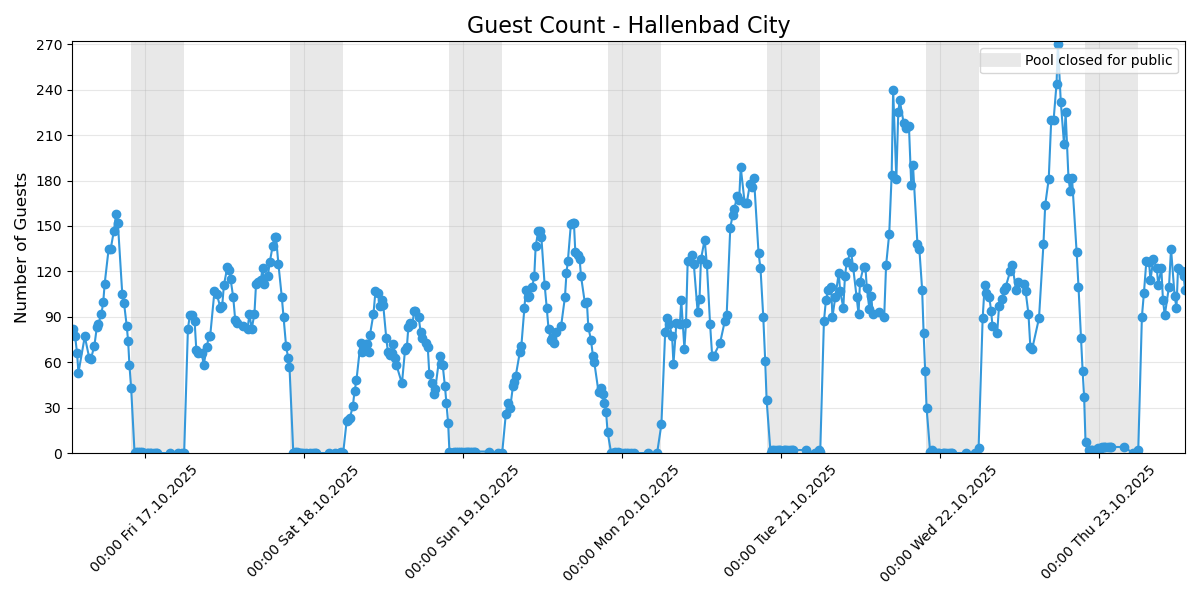 Guest Count - Hallenbad City
Pool closed for public
Number of Guests
270
240
210
180
150
120
90
60
30
0
00:00 Fri 17.10.2025
00:00 Sat 18.10.2025
00:00 Sun 19.10.2025
00:00 Mon 20.10.2025
00:00 Tue 21.10.2025
00:00 Wed 22.10.2025
00:00 Thu 23.10.2025